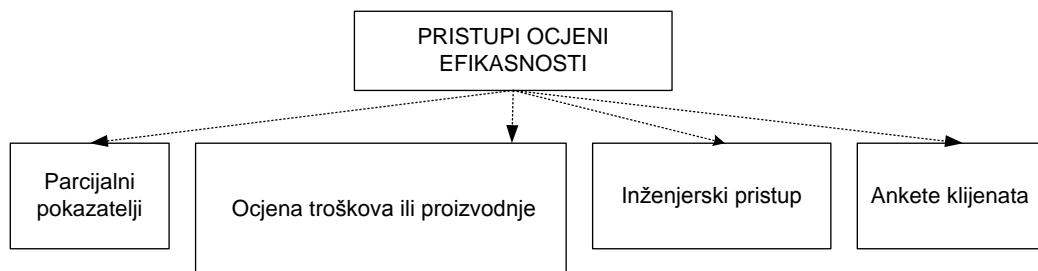 PRISTUPI OCJENI
EFIKASNOSTI
Parcijalni
pokazatelji
Ocjena troškova ili proizvodnje
Inženjerski pristup
Ankete klijenata